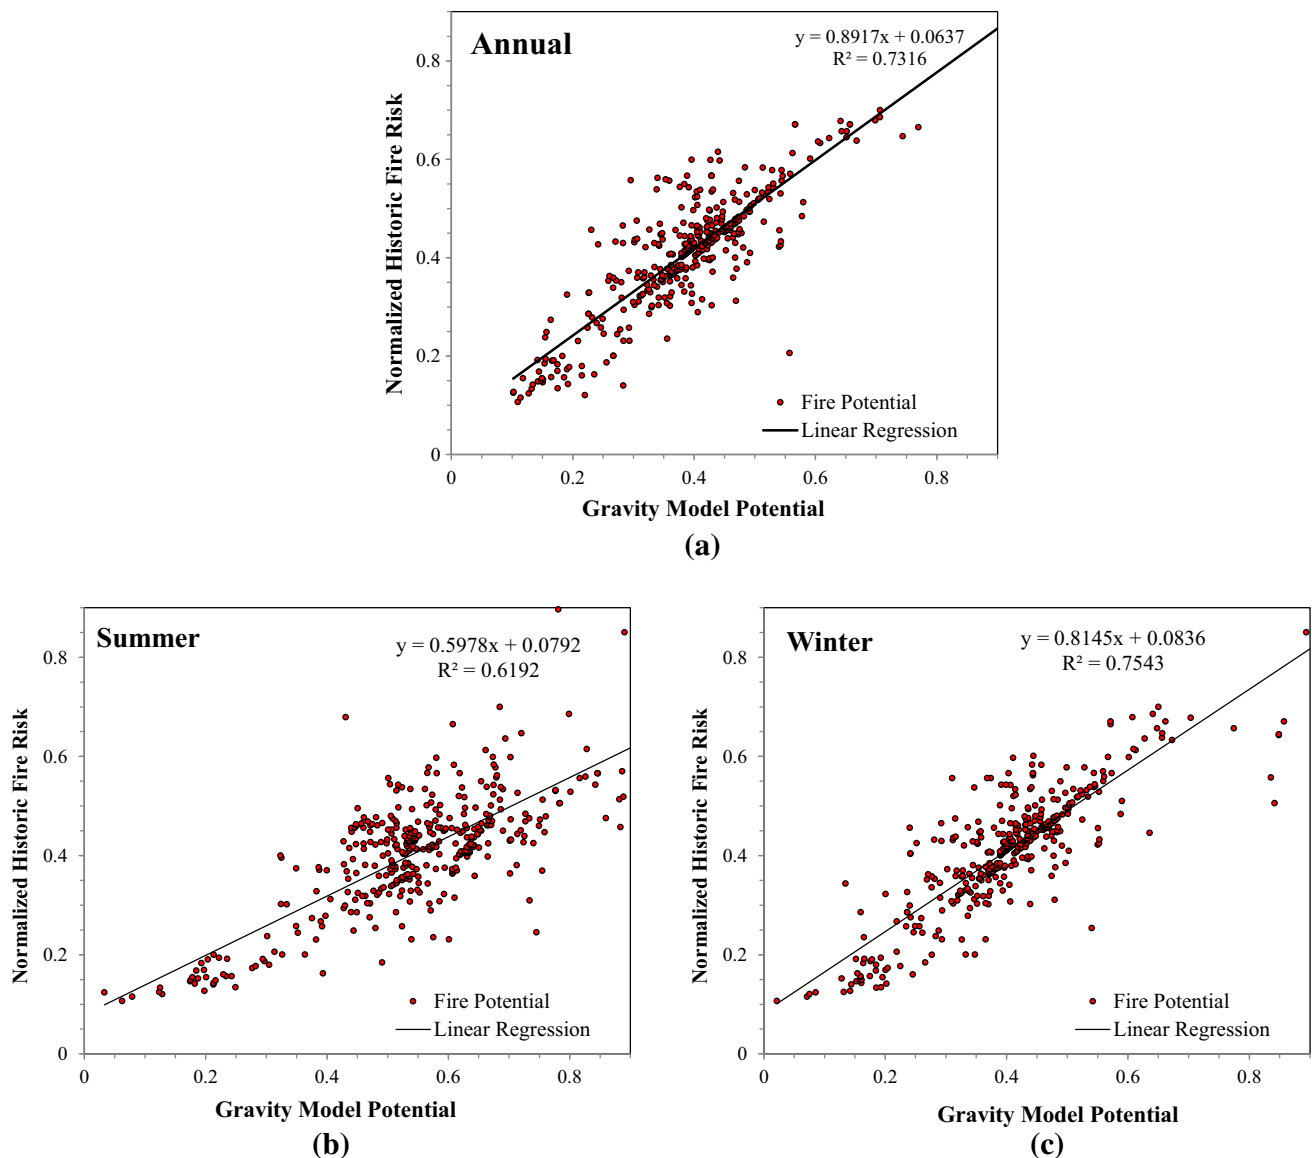 Annual
y = 0.8917x + 0.0637
R² = 0.7316
Normalized Historic Fire Risk
0.8
0.6
0.4
0.2
0
Fire Potential
Linear Regression
0 0.2 0.4 0.6 0.8
Gravity Model Potential
(a)
Summer
y = 0.5978x + 0.0792
R² = 0.6192
Normalized Historic Fire Risk
0.8
0.6
0.4
0.2
0
Fire Potential
Linear Regression
0 0.2 0.4 0.6 0.8
Gravity Model Potential
(b)
Winter
y = 0.8145x + 0.0836
R² = 0.7543
Normalized Historic Fire Risk
0.8
0.6
0.4
0.2
0
Fire Potential
Linear Regression
0 0.2 0.4 0.6 0.8
Gravity Model Potential
(c)